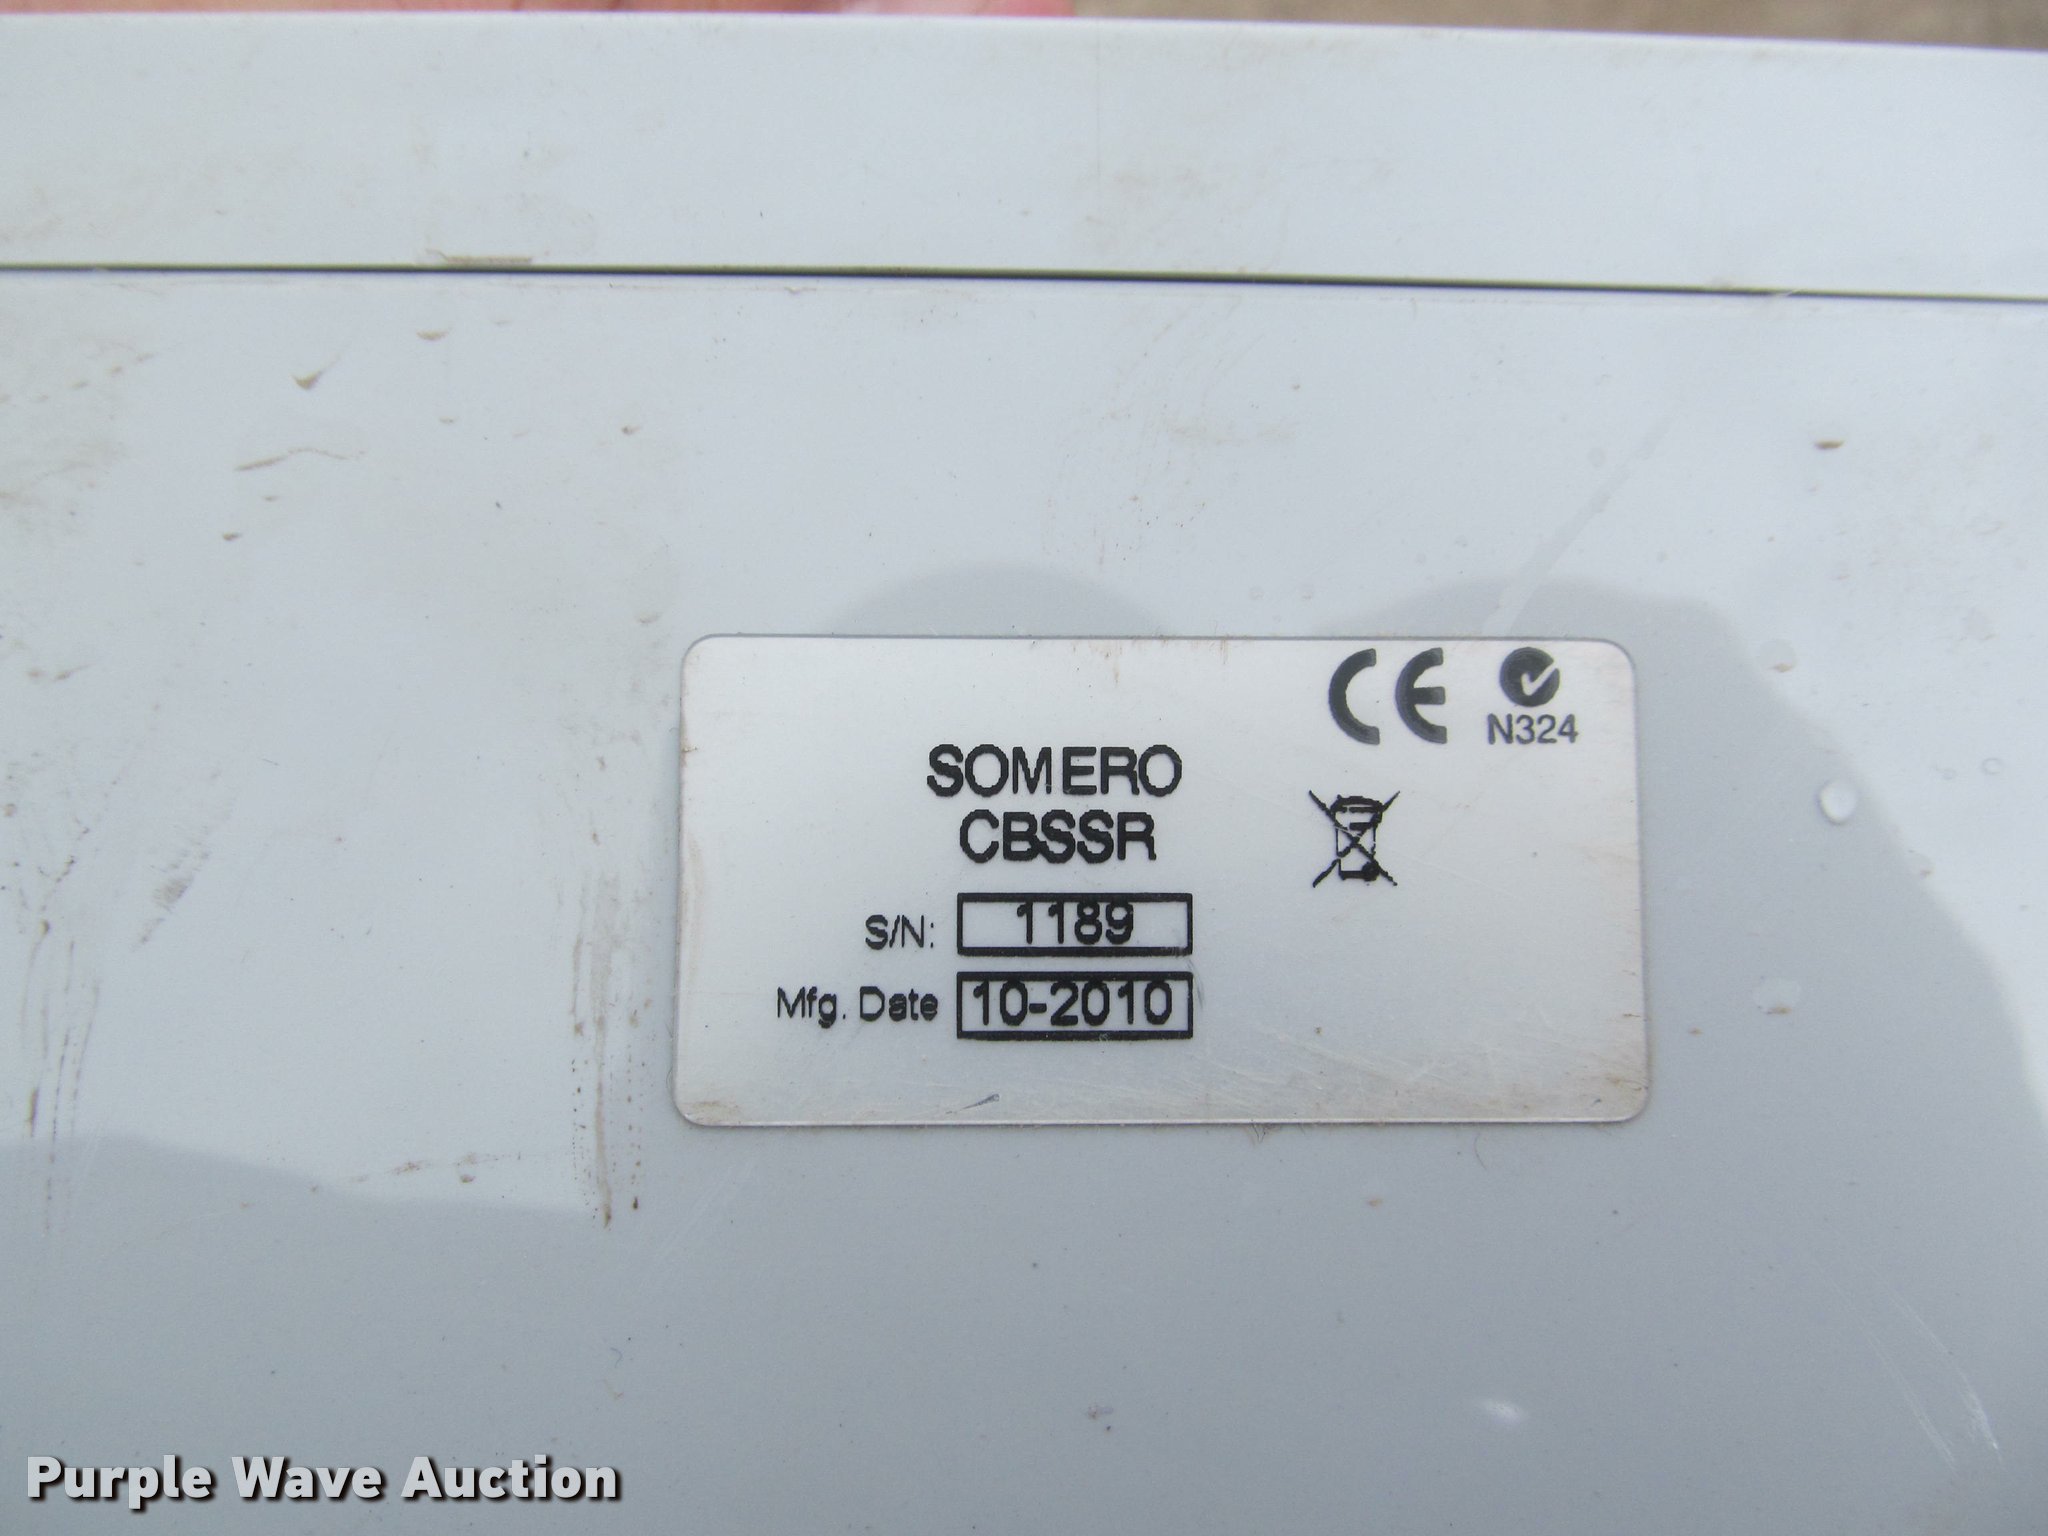 CE
N324
SOMERO
CBSSR
S/N: 1189
Mfg. Date 10-2010
Purple Wave Auction